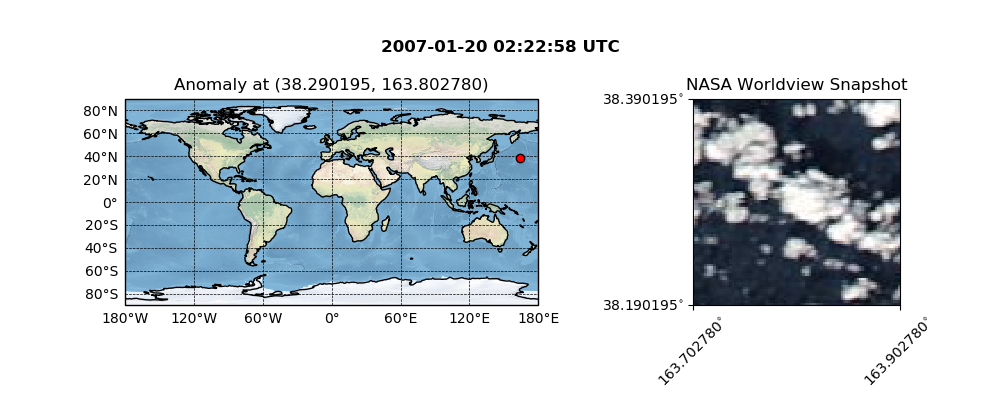 2007-01-20 02:22:58 UTC
Anomaly at (38.290195, 163.802780)
80°N
60°N
40°N
20°N
0°
20°S
40°S
60°S
80°S
180°W 120°W 60°W 0° 60°E 120°E 180°E
NASA Worldview Snapshot
38.390195°
38.190195°
163.702780°
163.902780°